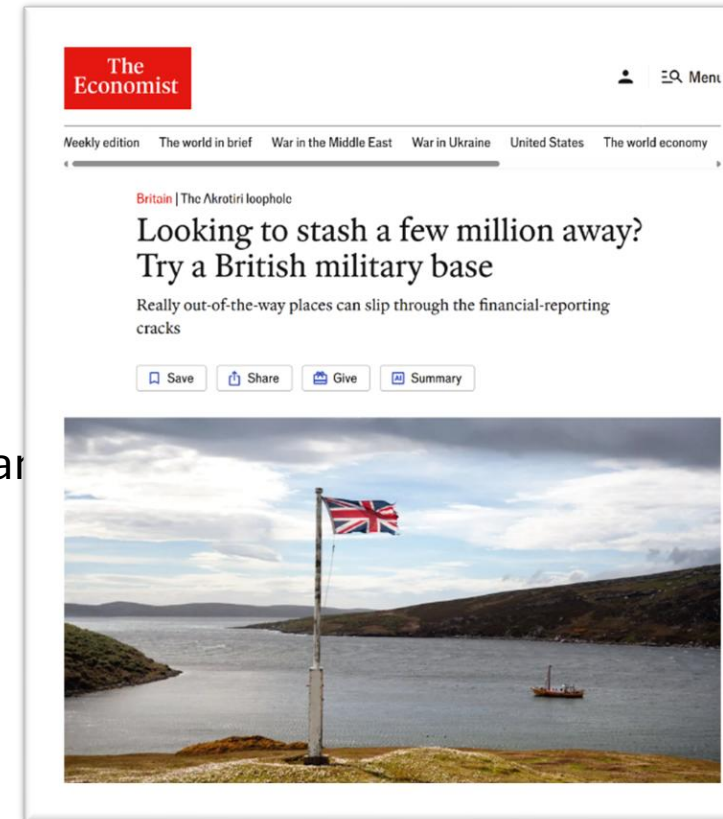 The
Economist
Menu
Weekly edition The world in brief War in the Middle East War in Ukraine United States The world economy
Britain | The Akrotiri loophole
Looking to stash a few million away?
Try a British military base
Really out-of-the-way places can slip through the financial-reporting
cracks
Save Share Give AI Summary